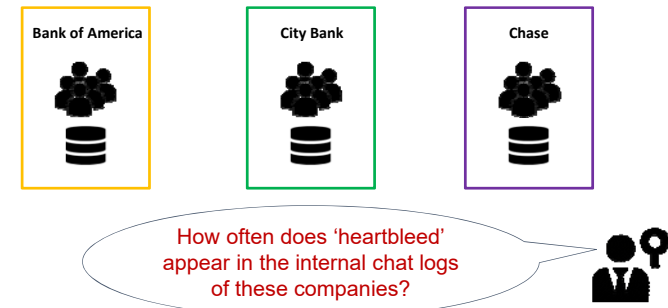 Bank of America
City Bank
Chase
How often does ‘heartbleed’
appear in the internal chat logs
of these companies?